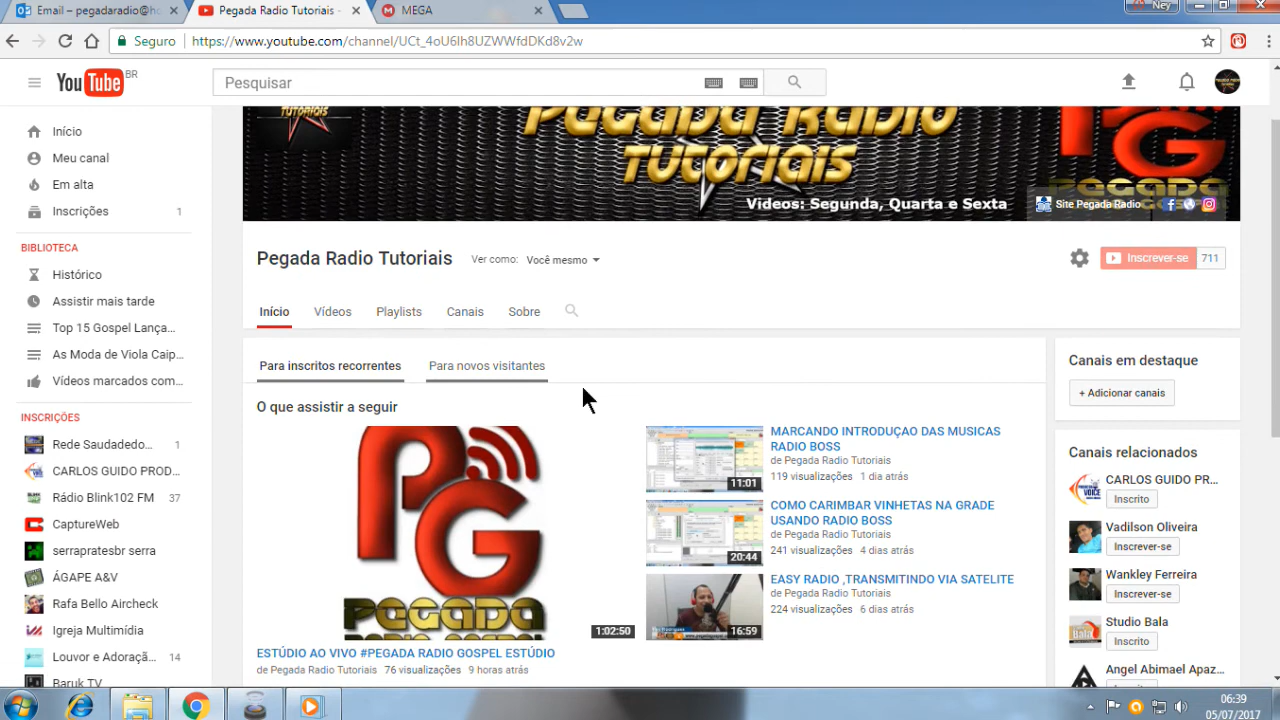 Email – pegadaradio@ho
Pegada Radio Tutoriais -
MEGA
Ney
Seguro
https://www.youtube.com/channel/UCt_4oU6lh8UZWWfdDKd8v2w
YouTube BR
Pesquisar
TUTORIAIS
PEGADA RADIO
TUTORIAIS
PG
PEGADA
Videos: Segunda, Quarta e Sexta
Site Pegada Radio
Início
Meu canal
Em alta
Inscrições 1
BIBLIOTECA
Histórico
Assistir mais tarde
Top 15 Gospel Lança...
As Moda de Viola Caip...
Vídeos marcados com...
INSCRIÇÕES
Rede Saudadedo... 1
CARLOS GUIDO PROD...
Rádio Blink102 FM 37
CaptureWeb
serrapratesbr serra
ÁGAPE A&V
Rafa Bello Aircheck
Igreja Multimídia
Louvor e Adoraçã... 14
Baruk TV
Pegada Radio Tutoriais
Ver como: Você mesmo
Inscrever-se 711
Início Vídeos Playlists Canais Sobre
Para inscritos recorrentes Para novos visitantes
O que assistir a seguir
PG
PEGADA
RADIO GOSPEL
1:02:50
ESTÚDIO AO VIVO #PEGADA RADIO GOSPEL ESTÚDIO
de Pegada Radio Tutoriais 76 visualizações 9 horas atrás
11:01
MARCANDO INTRODUÇAO DAS MUSICAS
RADIO BOSS
de Pegada Radio Tutoriais
119 visualizações 1 dia atrás
20:44
COMO CARIMBAR VINHETAS NA GRADE
USANDO RADIO BOSS
de Pegada Radio Tutoriais
241 visualizações 4 dias atrás
16:59
EASY RADIO ,TRANSMITINDO VIA SATELITE
de Pegada Radio Tutoriais
224 visualizações 6 dias atrás
Canais em destaque
+ Adicionar canais
Canais relacionados
CARLOS GUIDO PR...
Inscrito
Vadilson Oliveira
Inscrever-se
Wankley Ferreira
Inscrever-se
Studio Bala
Inscrito
Angel Abimael Apaz...
06:39
05/07/2017